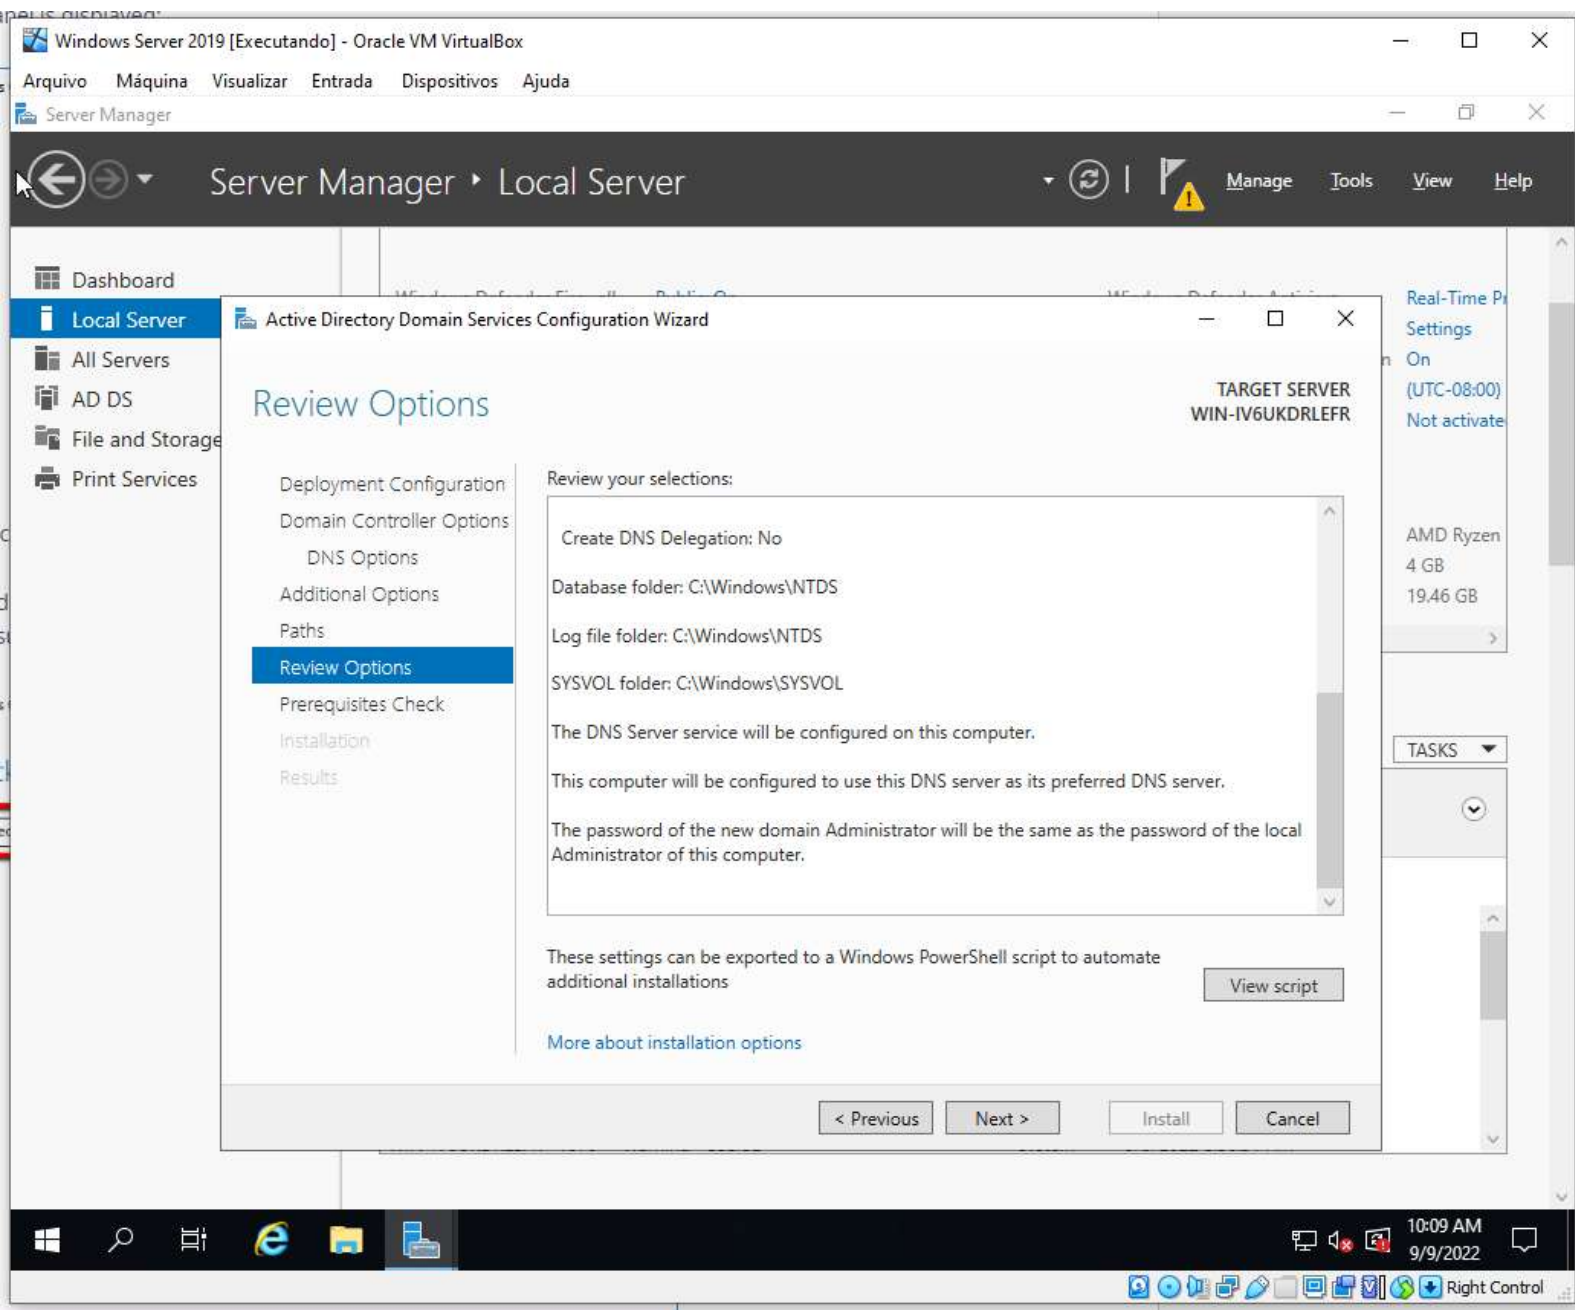 Windows Server 2019 [Executando] - Oracle VM VirtualBox
Arquivo Máquina Visualizar Entrada Dispositivos Ajuda
Server Manager
Server Manager Local Server
Manage Tools View Help
Dashboard
Local Server
All Servers
AD DS
File and Storage
Print Services
Real-Time
Settings
On
(UTC-08:00)
Not activate
AMD Ryzen
4 GB
19.46 GB
TASKS
Active Directory Domain Services Configuration Wizard
Review Options
TARGET SERVER
WIN-IV6UKDRLEFR
Deployment Configuration
Domain Controller Options
DNS Options
Additional Options
Paths
Review Options
Prerequisites Check
Installation
Results
Review your selections:
Create DNS Delegation: No
Database folder: C:\Windows\NTDS
Log file folder: C:\Windows\NTDS
SYSVOL folder: C:\Windows\SYSVOL
The DNS Server service will be configured on this computer.
This computer will be configured to use this DNS server as its preferred DNS server.
The password of the new domain Administrator will be the same as the password of the local
Administrator of this computer.
These settings can be exported to a Windows PowerShell script to automate
additional installations
View script
More about installation options
< Previous Next > Install Cancel
10:09 AM
9/9/2022
Right Control